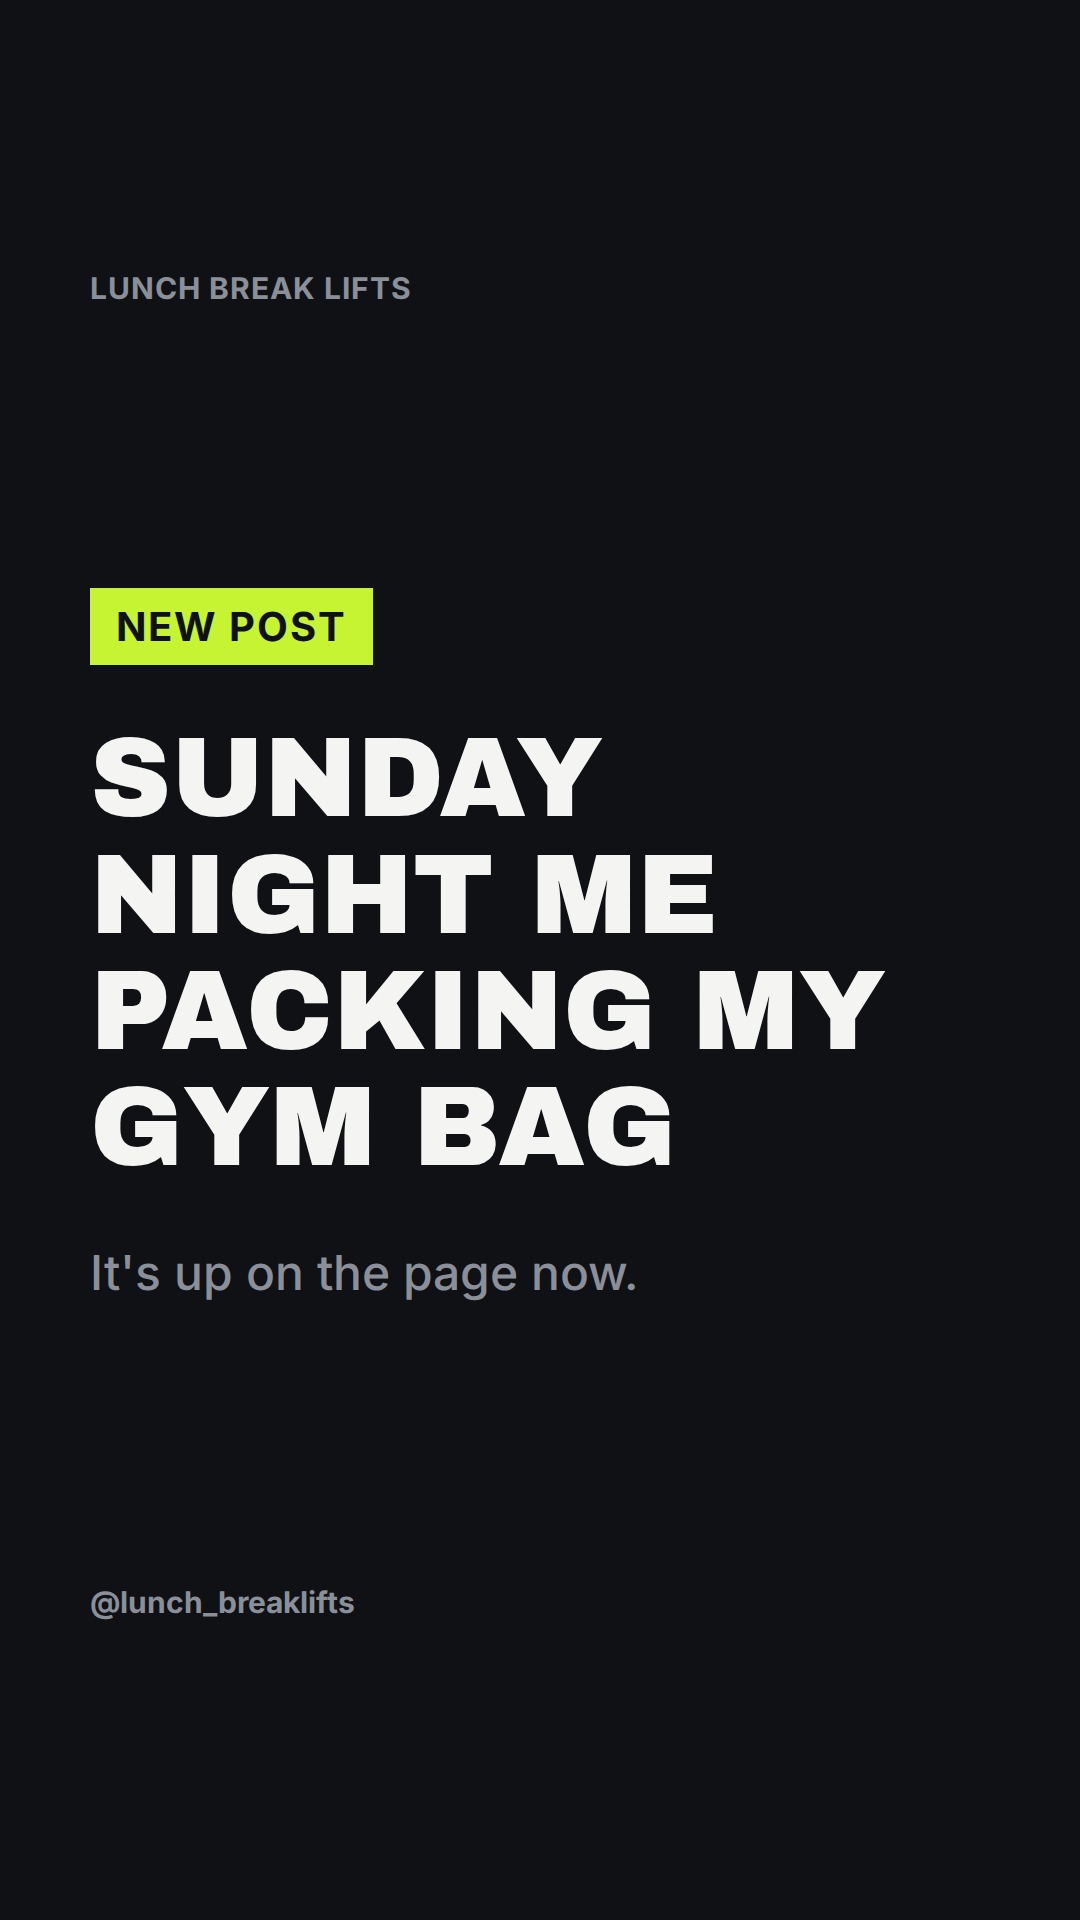 LUNCH BREAK LIFTS
NEW POST
SUNDAY
NIGHT ME
PACKING MY
GYM BAG
It's up on the page now.
@lunch_breaklifts